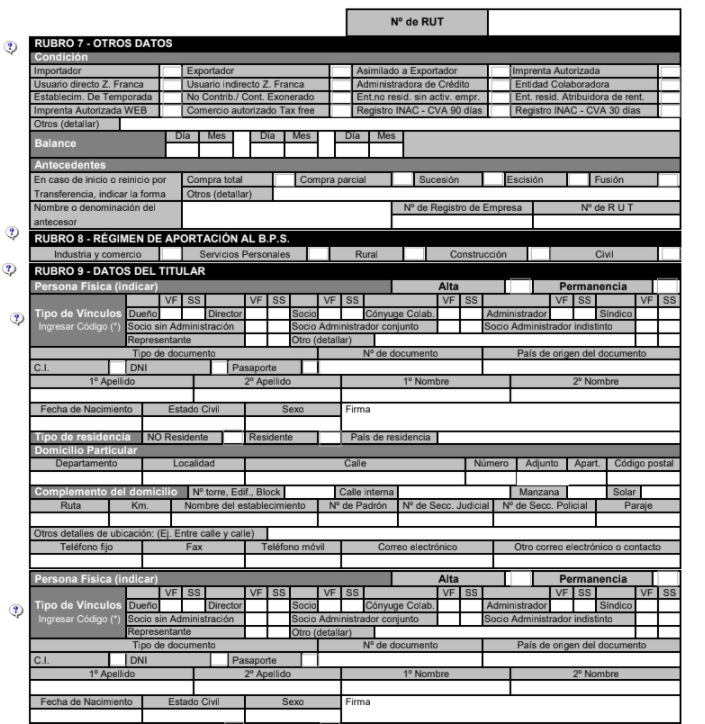 Nº de RUT
RUBRO 7 - OTROS DATOS
Condición
Importador Exportador Asimilado a Exportador Imprenta Autorizada
Usuario directo Z. Franca Usuario indirecto Z. Franca Administradora de Crédito Entidad Colaboradora
Establecim. De Temporada No Contrib./ Cont. Exonerado Ent.no resid. sin activ. empr. Ent. resid. Atribuidora de rent.
Imprenta Autorizada WEB Comercio autorizado Tax free Registro INAC - CVA 90 días Registro INAC - CVA 30 días
Otros (detallar)
Día Mes Día Mes Día Mes
Balance
Antecedentes
En caso de inicio o reinicio por Compra total Compra parcial Sucesión Escisión Fusión
Transferencia, indicar la forma Otros (detallar)
Nombre o denominación del Nº de Registro de Empresa Nº de R U T
antecesor
RUBRO 8 - RÉGIMEN DE APORTACIÓN AL B.P.S.
Industria y comercio Servicios Personales Rural Construcción Civil
RUBRO 9 - DATOS DEL TITULAR
Persona Física (indicar) Alta Permanencia
VF SS VF SS VF SS VF SS VF SS VF SS
Tipo de Vínculos Dueño Director Socio Cónyuge Colab. Administrador Síndico
Ingresar Código (*) Socio sin Administración Socio Administrador conjunto Socio Administrador indistinto
Representante Otro (detallar)
Tipo de documento Nº de documento País de origen del documento
C.I. DNI Pasaporte
1º Apellido 2º Apellido 1º Nombre 2º Nombre
Fecha de Nacimiento Estado Civil Sexo Firma
Tipo de residencia NO Residente Residente País de residencia
Domicilio Particular
Departamento Localidad Calle Número Adjunto Apart. Código postal
Complemento del domicilio Nº torre, Edif., Block Calle interna Manzana Solar
Ruta Km. Nombre del establecimiento Nº de Padrón Nº de Secc. Judicial Nº de Secc. Policial Paraje
Otros detalles de ubicación: (Ej. Entre calle y calle)
Teléfono fijo Fax Teléfono móvil Correo electrónico Otro correo electrónico o contacto
Persona Física (indicar) Alta Permanencia
VF SS VF SS VF SS VF SS VF SS VF SS
Tipo de Vínculos Dueño Director Socio Cónyuge Colab. Administrador Síndico
Ingresar Código (*) Socio sin Administración Socio Administrador conjunto Socio Administrador indistinto
Representante Otro (detallar)
Tipo de documento Nº de documento País de origen del documento
C.I. DNI Pasaporte
1º Apellido 2º Apellido 1º Nombre 2º Nombre
Fecha de Nacimiento Estado Civil Sexo Firma